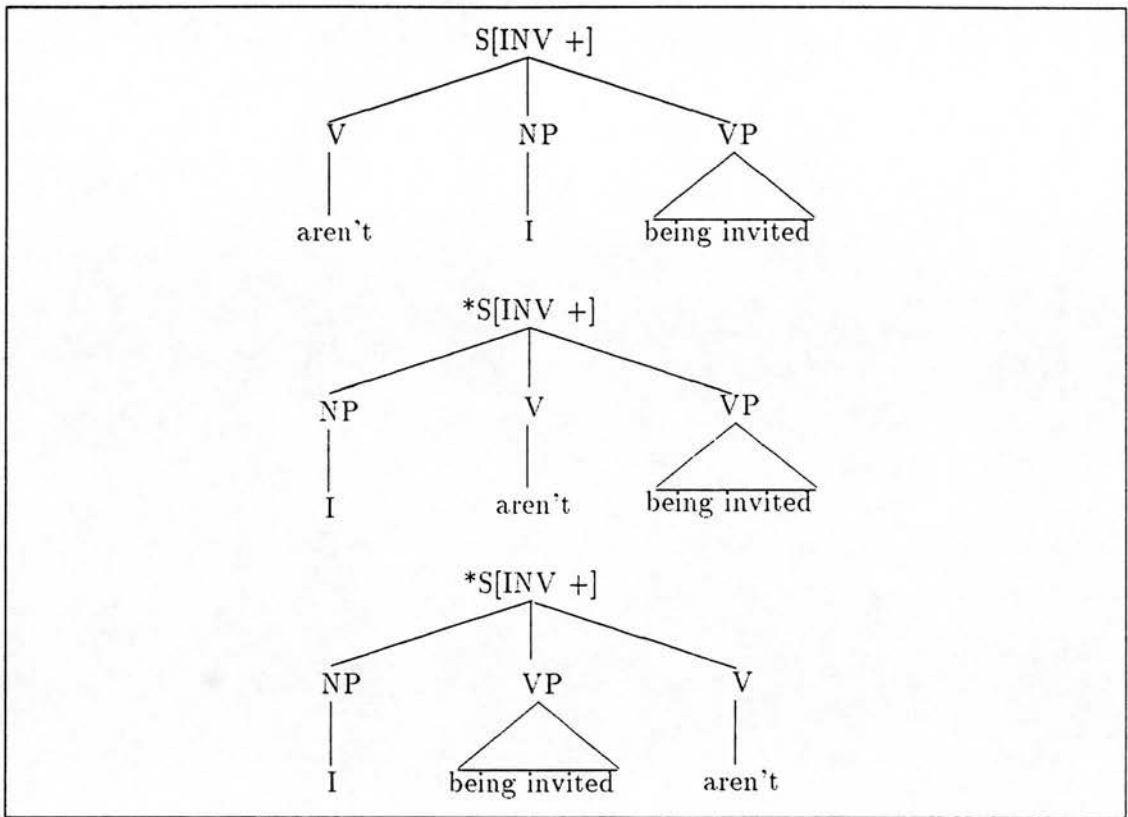 S[INV +]
V NP VP
aren't I being invited
*S[INV +]
NP V VP
I aren't being invited
*S[INV +]
NP VP V
I being invited aren't